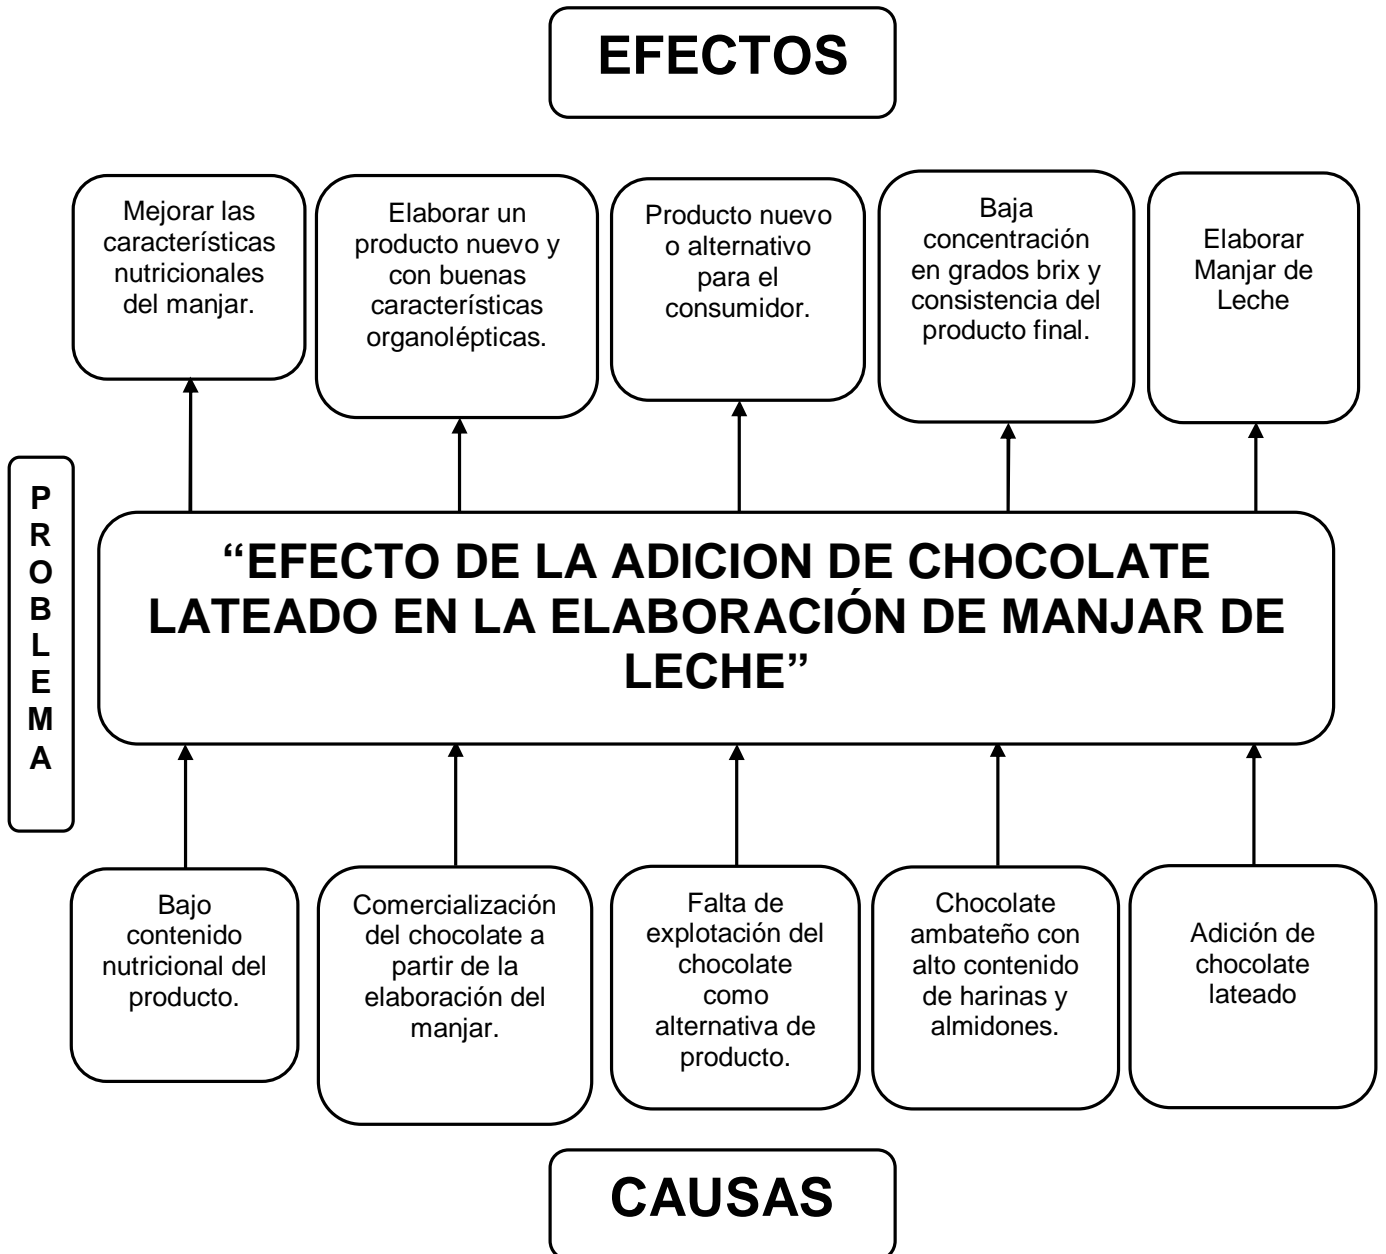 EFECTOS
Mejorar las
características
nutricionales
del manjar.
Elaborar un
producto nuevo y
con buenas
características
organolépticas.
Producto nuevo
o alternativo
para el
consumidor.
Baja
concentración
en grados brix y
consistencia del
producto final.
Elaborar
Manjar de
Leche
P
R
O
B
L
E
M
A
“EFECTO DE LA ADICION DE CHOCOLATE
LATEADO EN LA ELABORACIÓN DE MANJAR DE
LECHE”
Bajo
contenido
nutricional del
producto.
Comercialización
del chocolate a
partir de la
elaboración del
manjar.
Falta de
explotación del
chocolate
como
alternativa de
producto.
Chocolate
ambateño con
alto contenido
de harinas y
almidones.
Adición de
chocolate
lateado
CAUSAS